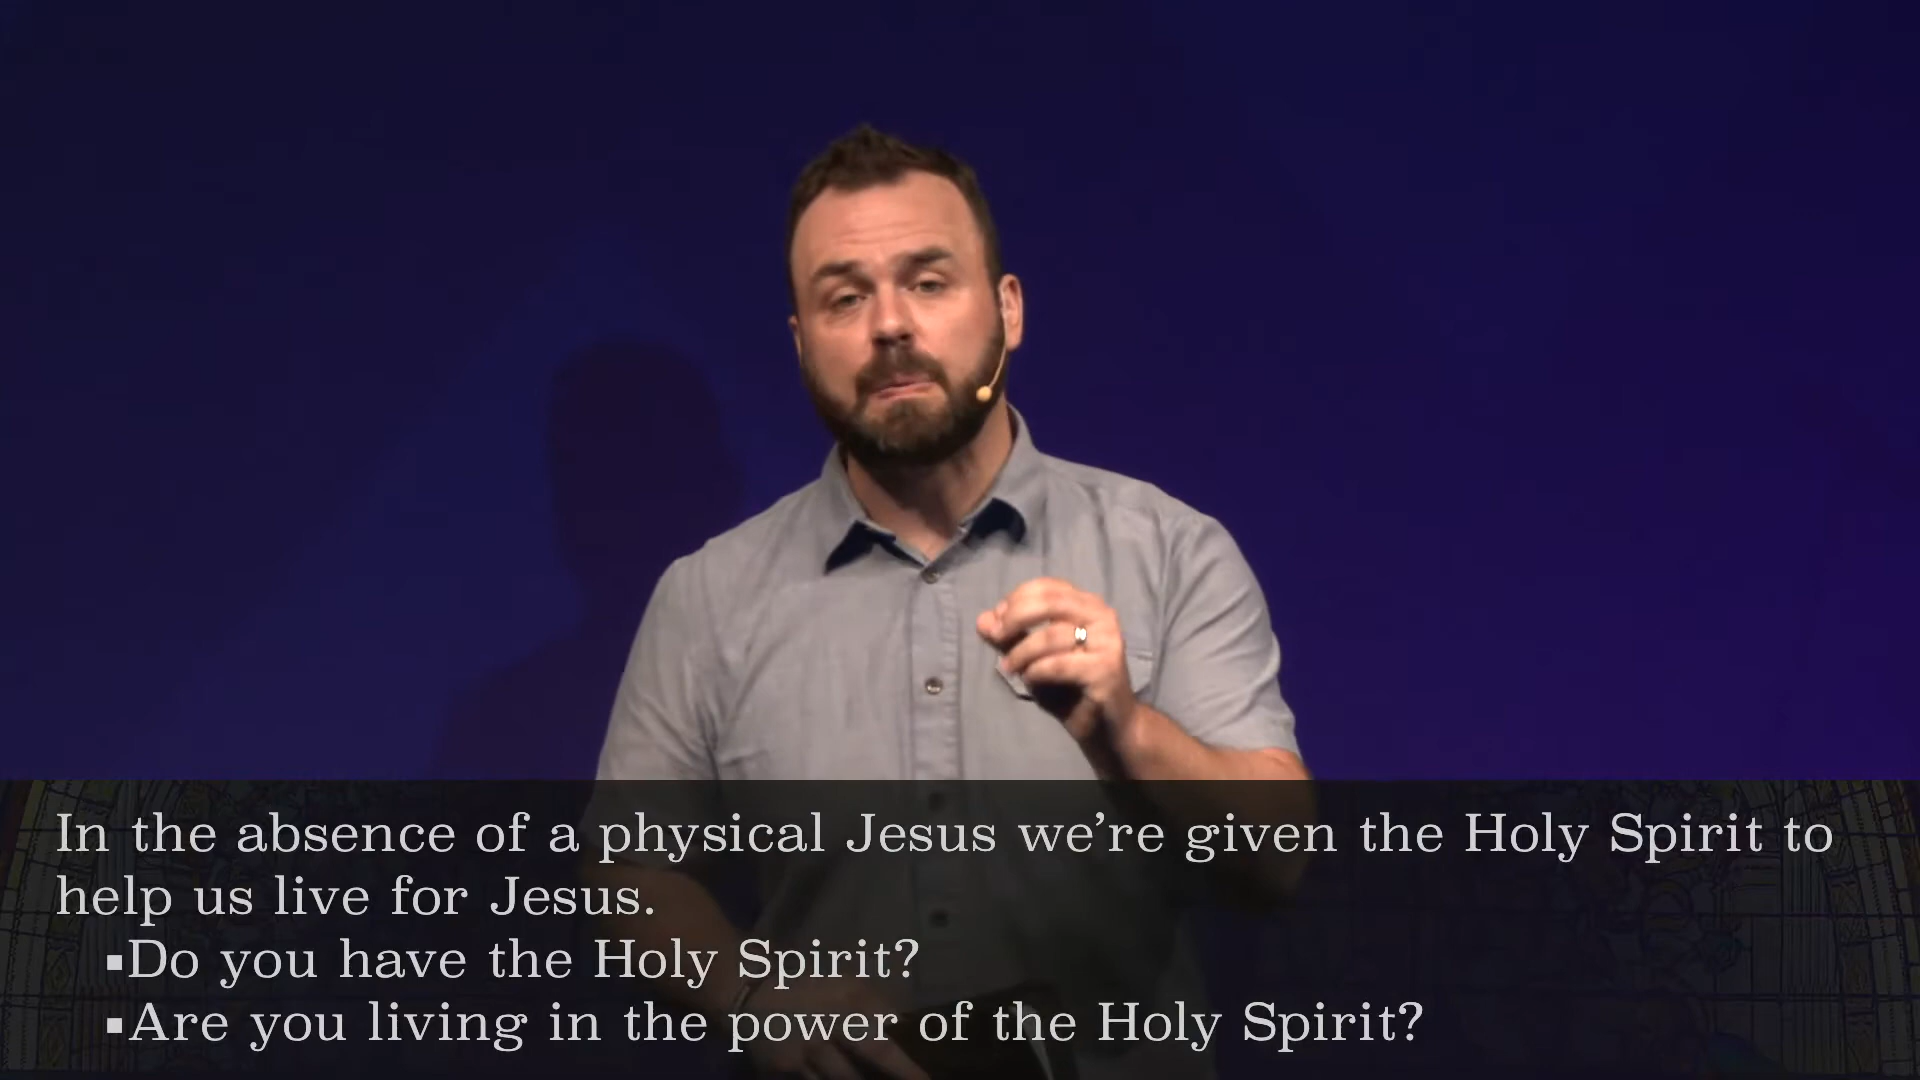 In the absence of a physical Jesus we’re given the Holy Spirit to
help us live for Jesus.
▪Do you have the Holy Spirit?
▪Are you living in the power of the Holy Spirit?